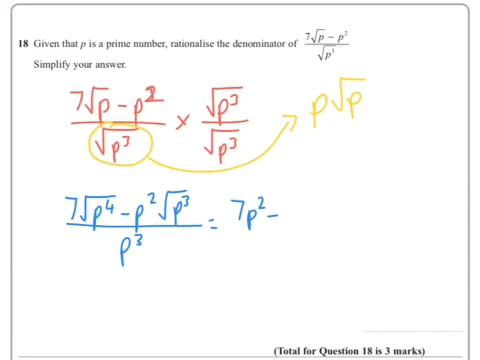 18 Given that p is a prime number, rationalise the denominator of (7√p − p²)/√p³
Simplify your answer.
(7√p − p²)/√p³ × √p³/√p³ → p√p
(7√p⁴ − p²√p³)/p³ = 7p² −
(Total for Question 18 is 3 marks)